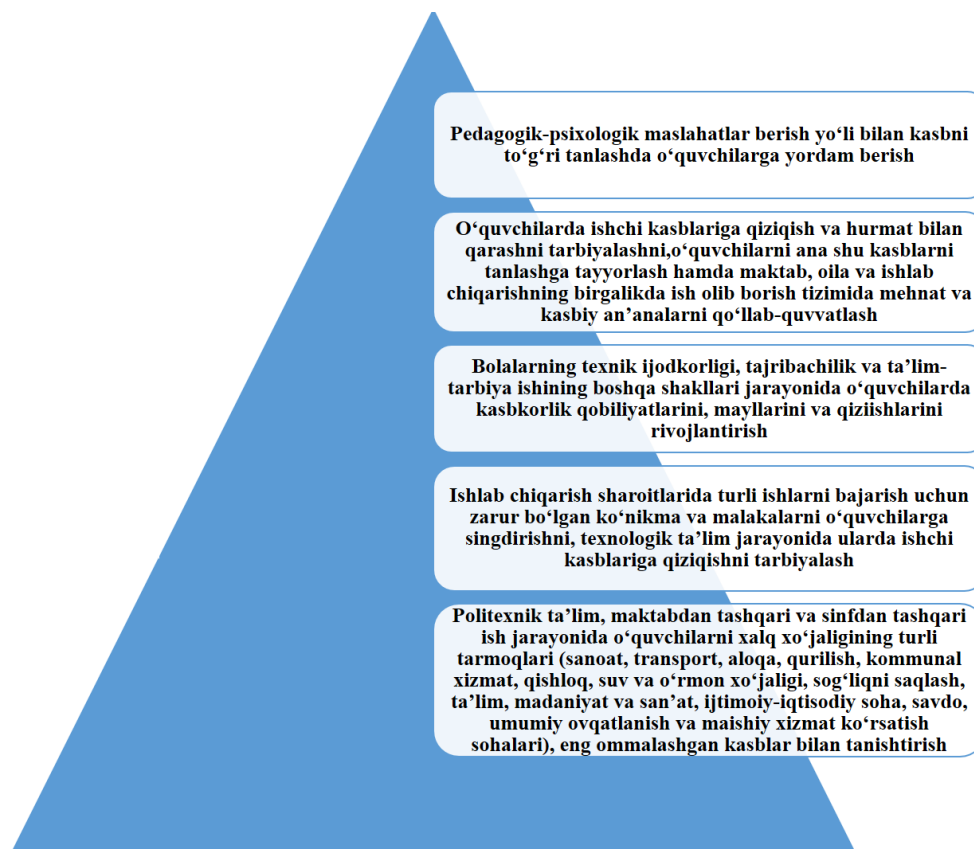 Pedagogik-psixologik maslahatlar berish yo‘li bilan kasbni
to‘g‘ri tanlashda o‘quvchilarga yordam berish
O‘quvchilarda ishchi kasblariga qiziqish va hurmat bilan
qarashni tarbiyalashni,o‘quvchilarni ana shu kasblarni
tanlashga tayyorlash hamda maktab, oila va ishlab
chiqarishning birgalikda ish olib borish tizimida mehnat va
kasbiy an’analarni qo‘llab-quvvatlash
Bolalarning texnik ijodkorligi, tajribachilik va ta’lim-
tarbiya ishining boshqa shakllari jarayonida o‘quvchilarda
kasbkorlik qobiliyatlarini, mayllarini va qiziishlarini
rivojlantirish
Ishlab chiqarish sharoitlarida turli ishlarni bajarish uchun
zarur bo‘lgan ko‘nikma va malakalarni o‘quvchilarga
singdirishni, texnologik ta’lim jarayonida ularda ishchi
kasblariga qiziqishni tarbiyalash
Politexnik ta’lim, maktabdan tashqari va sinfdan tashqari
ish jarayonida o‘quvchilarni xalq xo‘jaligining turli
tarmoqlari (sanoat, transport, aloqa, qurilish, kommunal
xizmat, qishloq, suv va o‘rmon xo‘jaligi, sog‘liqni saqlash,
ta’lim, madaniyat va san’at, ijtimoiy-iqtisodiy soha, savdo,
umumiy ovqatlanish va maishiy xizmat ko‘rsatish
sohalari), eng ommalashgan kasblar bilan tanishtirish